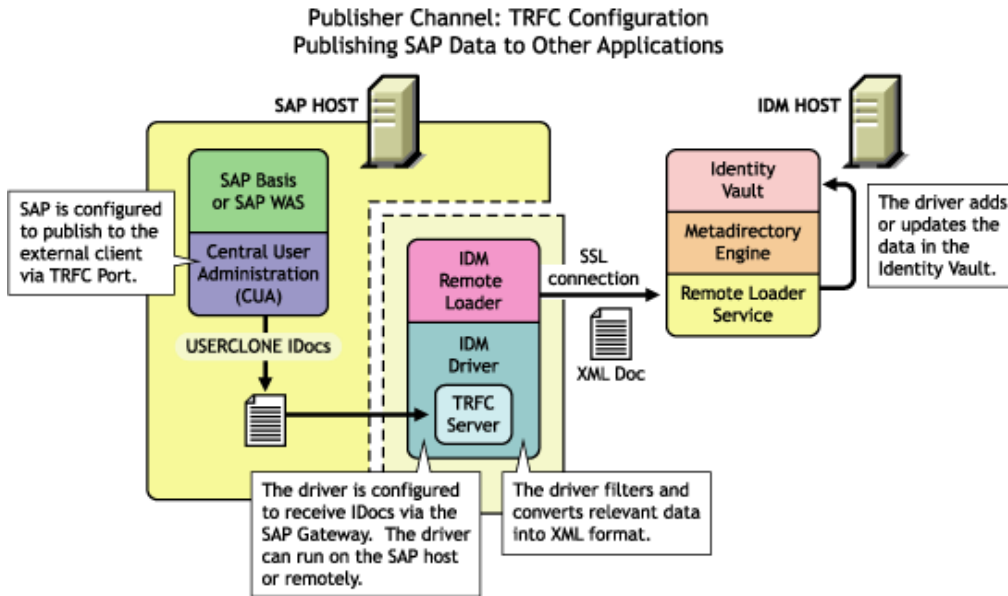 Publisher Channel: TRFC Configuration
Publishing SAP Data to Other Applications
SAP HOST
IDM HOST
SAP Basis
or SAP WAS
Central User
Administration
(CUA)
SAP is configured
to publish to the
external client
via TRFC Port.
USERCLONE IDocs
IDM
Remote
Loader
IDM
Driver
TRFC
Server
SSL
connection
XML Doc
Identity
Vault
Metadirectory
Engine
Remote Loader
Service
The driver adds
or updates the
data in the
Identity Vault.
The driver is configured
to receive IDocs via the
SAP Gateway. The driver
can run on the SAP host
or remotely.
The driver filters and
converts relevant data
into XML format.